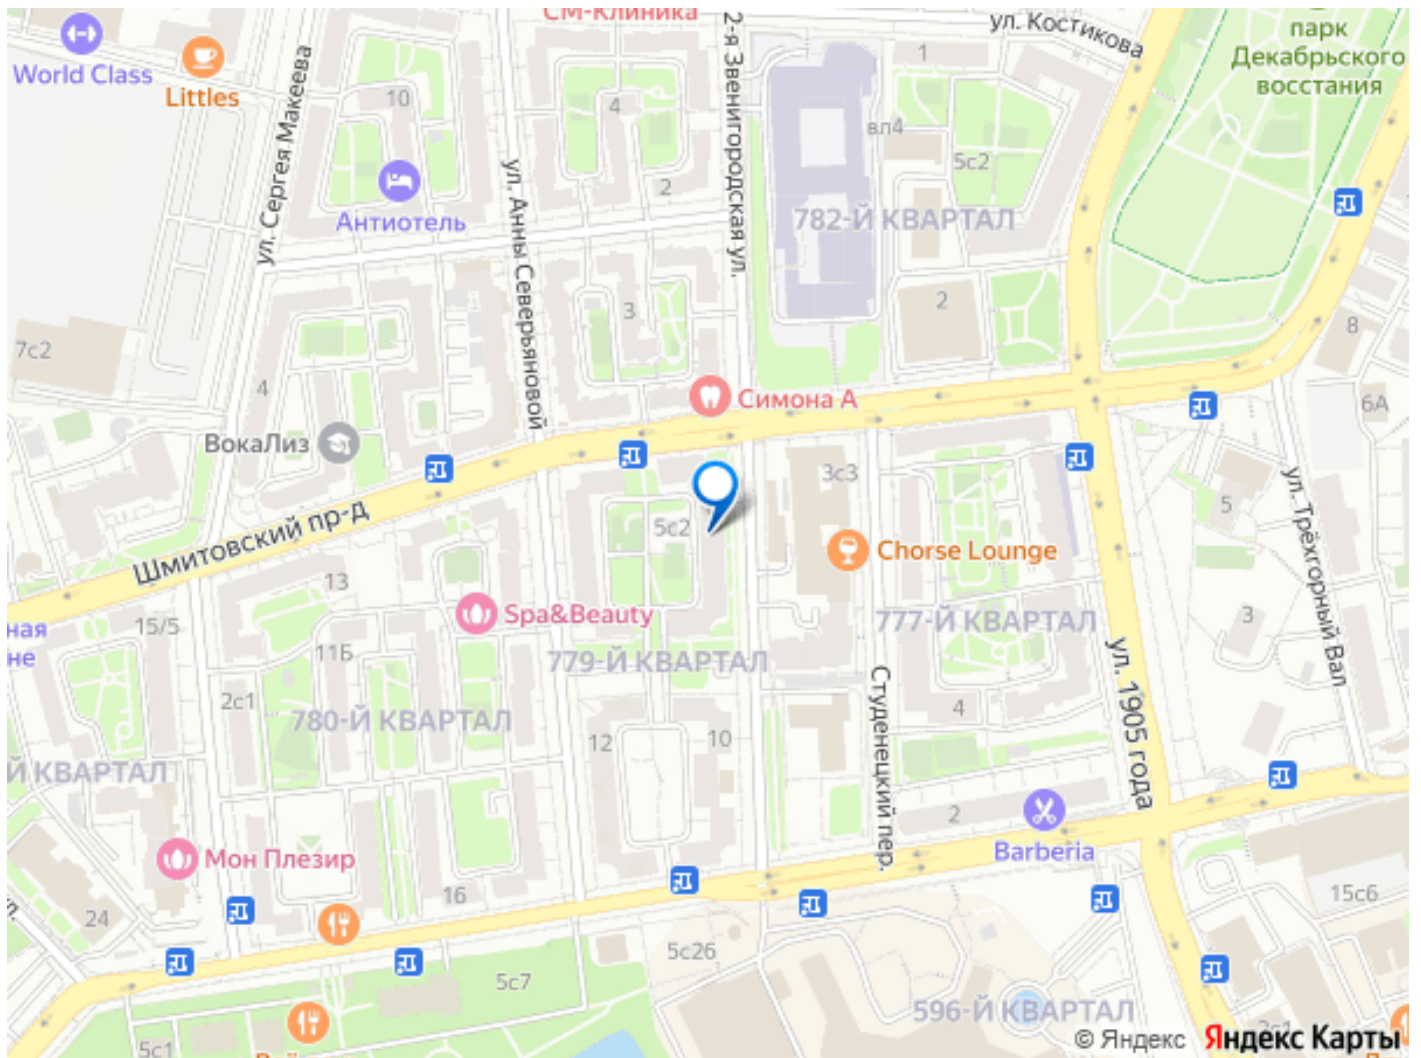 СМ-Клиника
ул. Костикова
парк
Декабрьского
восстания
World Class
Littles
ул. Сергея Макеева
10
4
2-я Звенигородская ул.
1
вл4
5с2
Антиотель
ул. Анны Северьяновой
2
782-Й КВАРТАЛ
3
2
8
7с2
4
Симона А
6А
ВокаЛиз
3с3
5
ул. Трёхгорный Вал
Шмитовский пр-д
5с2
Chorse Lounge
13
Spa&Beauty
3
ная
не
15/5
11Б
777-Й КВАРТАЛ
779-Й КВАРТАЛ
ул. 1905 года
Студенецкий пер.
2с1
780-Й КВАРТАЛ
4
12
10
Й КВАРТАЛ
2
Barberia
Мон Плезир
16
24
15с6
5с26
5с7
596-Й КВАРТАЛ
5с1
© Яндекс
Яндекс Карты